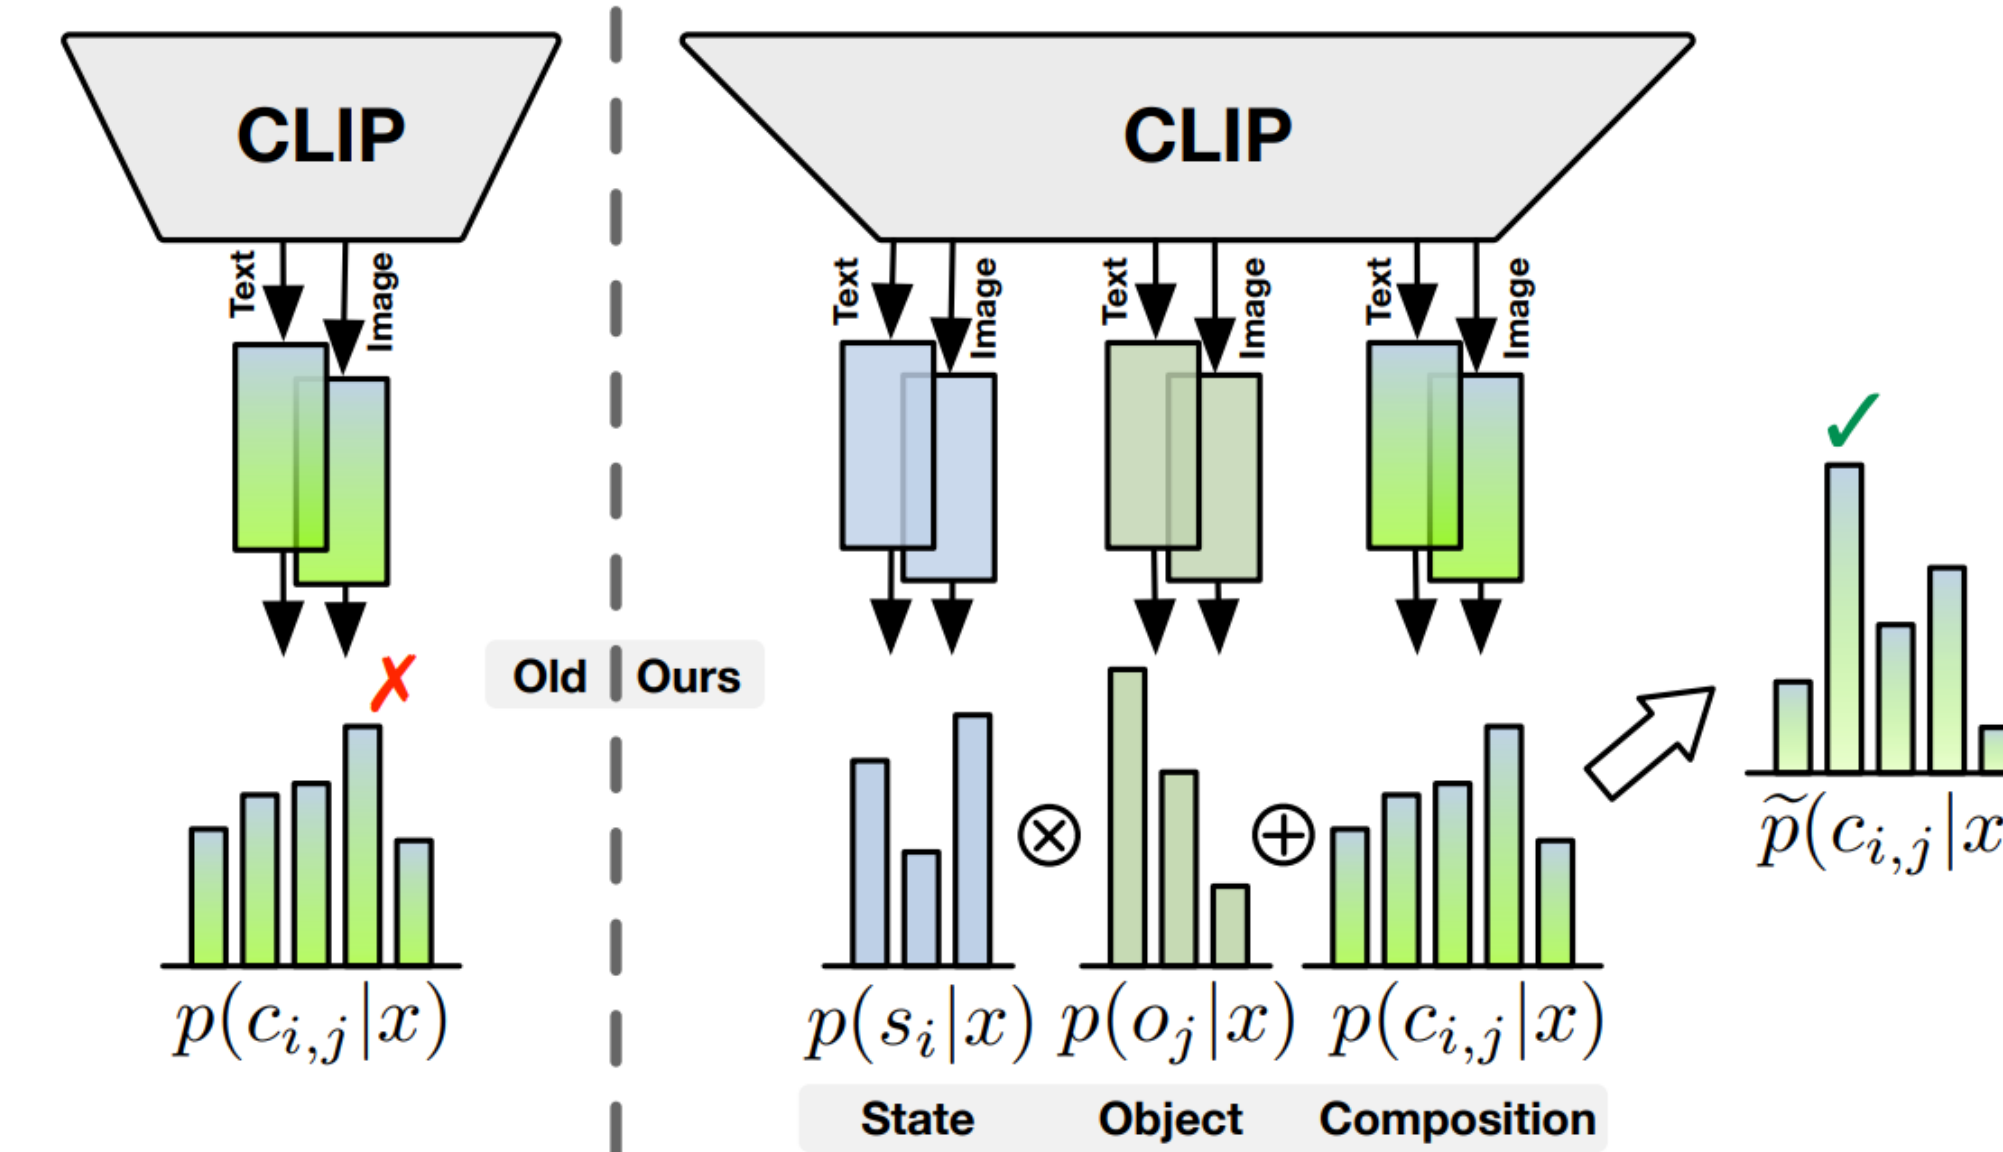 CLIP
CLIP
Text
Image
Text
Image
Text
Image
Text
Image
✓
✗
Old
Ours
⊗
⊕
p̃(c_{i,j}|x
p(c_{i,j}|x)
p(s_i|x)
p(o_j|x)
p(c_{i,j}|x)
State
Object
Composition